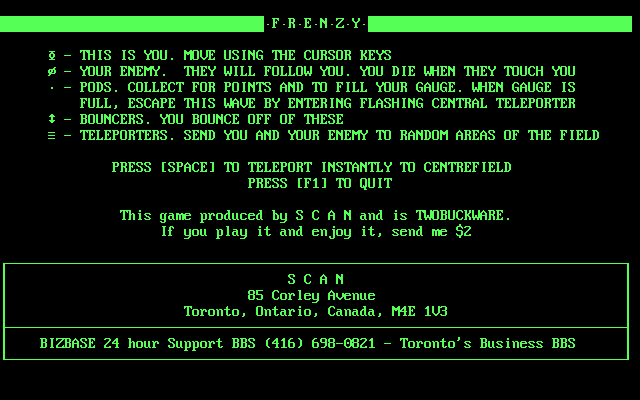 ·F·R·E·N·Z·Y·
⧲ - THIS IS YOU. MOVE USING THE CURSOR KEYS
ø - YOUR ENEMY.  THEY WILL FOLLOW YOU. YOU DIE WHEN THEY TOUCH YOU
· - PODS. COLLECT FOR POINTS AND TO FILL YOUR GAUGE. WHEN GAUGE IS
FULL, ESCAPE THIS WAVE BY ENTERING FLASHING CENTRAL TELEPORTER
↕ - BOUNCERS. YOU BOUNCE OFF OF THESE
≡ - TELEPORTERS. SEND YOU AND YOUR ENEMY TO RANDOM AREAS OF THE FIELD
PRESS [SPACE] TO TELEPORT INSTANTLY TO CENTREFIELD
PRESS [F1] TO QUIT
This game produced by S C A N and is TWOBUCKWARE.
If you play it and enjoy it, send me $2
S C A N
85 Corley Avenue
Toronto, Ontario, Canada, M4E 1V3
BIZBASE 24 hour Support BBS (416) 698-0821 - Toronto's Business BBS